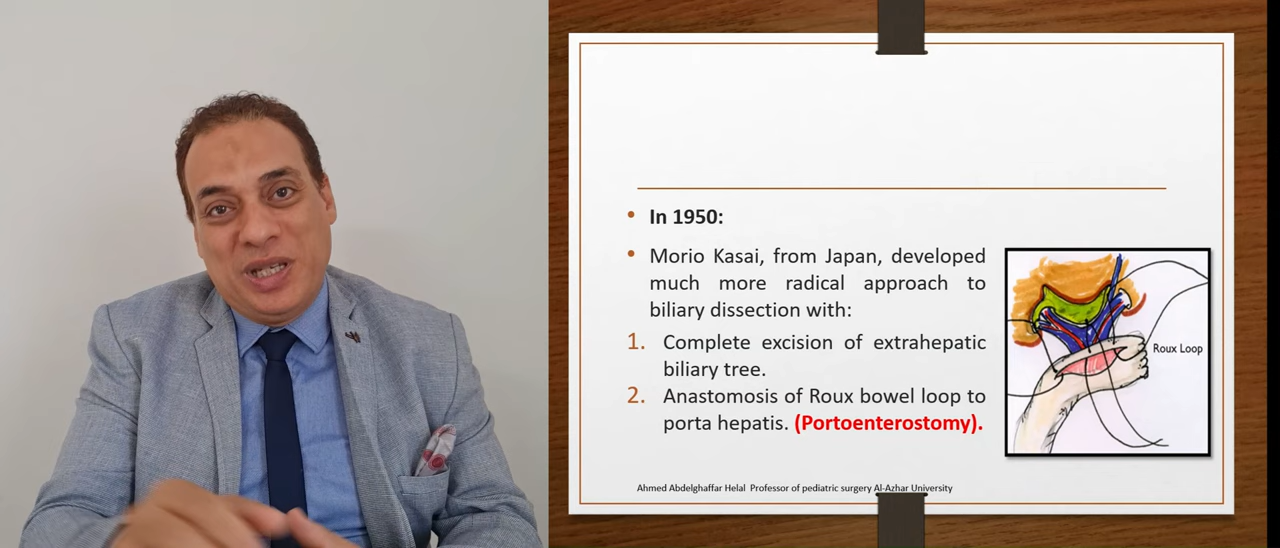 In 1950:
Morio Kasai, from Japan, developed
much more radical approach to
biliary dissection with:
1. Complete excision of extrahepatic
biliary tree.
2. Anastomosis of Roux bowel loop to
porta hepatis. (Portoenterostomy).
Roux Loop
Ahmed Abdelghaffar Helal Professor of pediatric surgery Al-Azhar University